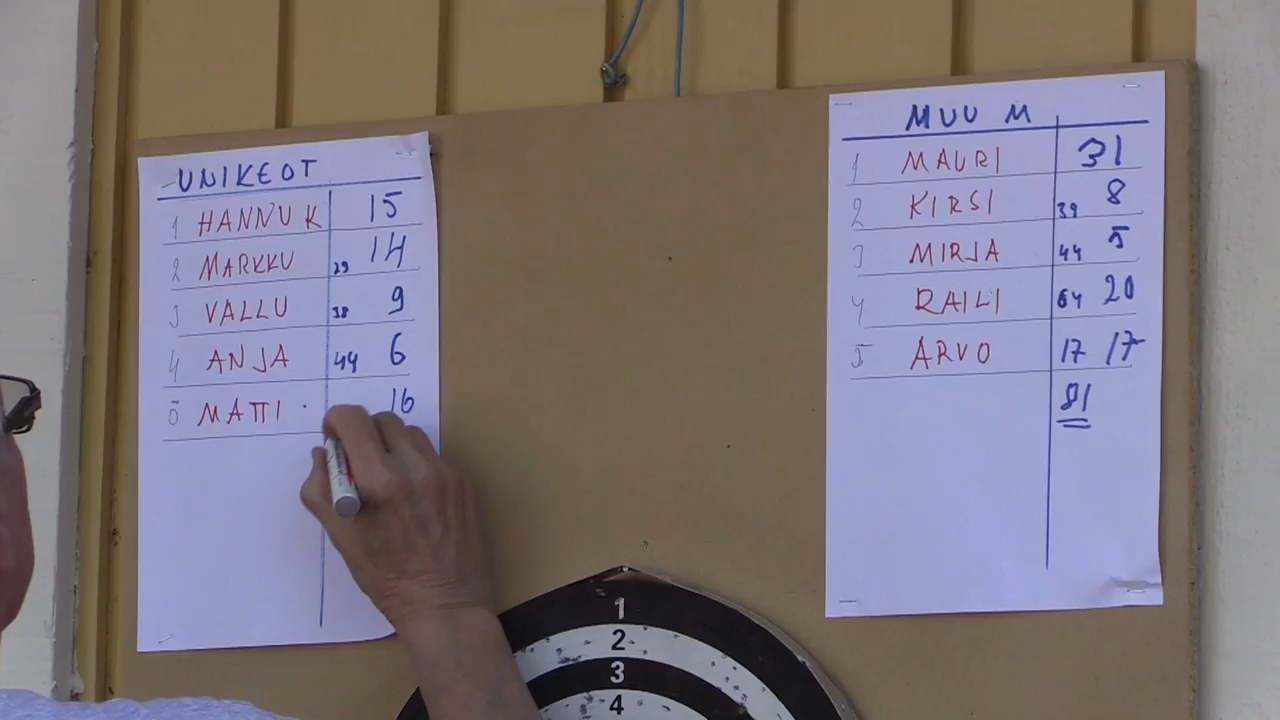 UNIKEOT
1 HANNU K 15
2 MARKKU 29 14
3 VALLU 38 9
4 ANJA 44 6
5 MATTI 16
MUU M
1 MAURI 31
2 KIRSI 39 8
3 MIRJA 44 5
4 RAILI 64 20
5 ARVO 17 17
81
1
2
3
4